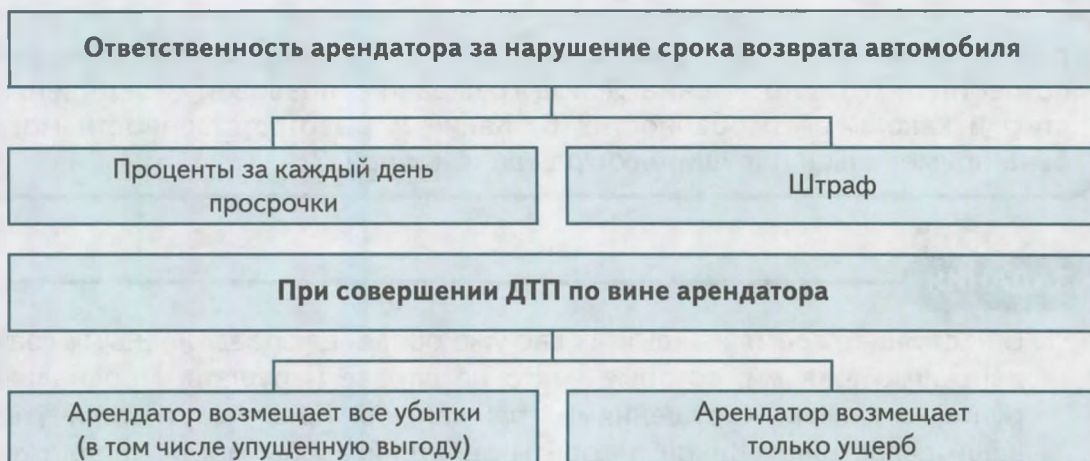 Ответственность арендатора за нарушение срока возврата автомобиля
Проценты за каждый день
просрочки
Штраф
При совершении ДТП по вине арендатора
Арендатор возмещает все убытки
(в том числе упущенную выгоду)
Арендатор возмещает
только ущерб